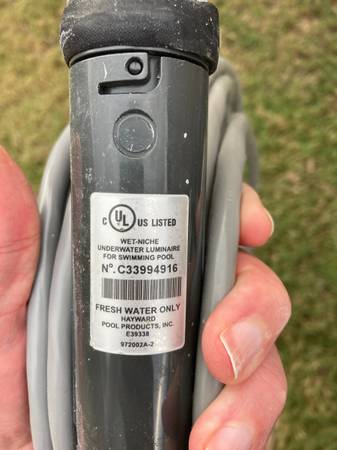 C UL US LISTED
WET-NICHE
UNDERWATER LUMINAIRE
FOR SWIMMING POOL
Nº. C33994916
FRESH WATER ONLY
HAYWARD
POOL PRODUCTS, INC.
E39338
972002A-2